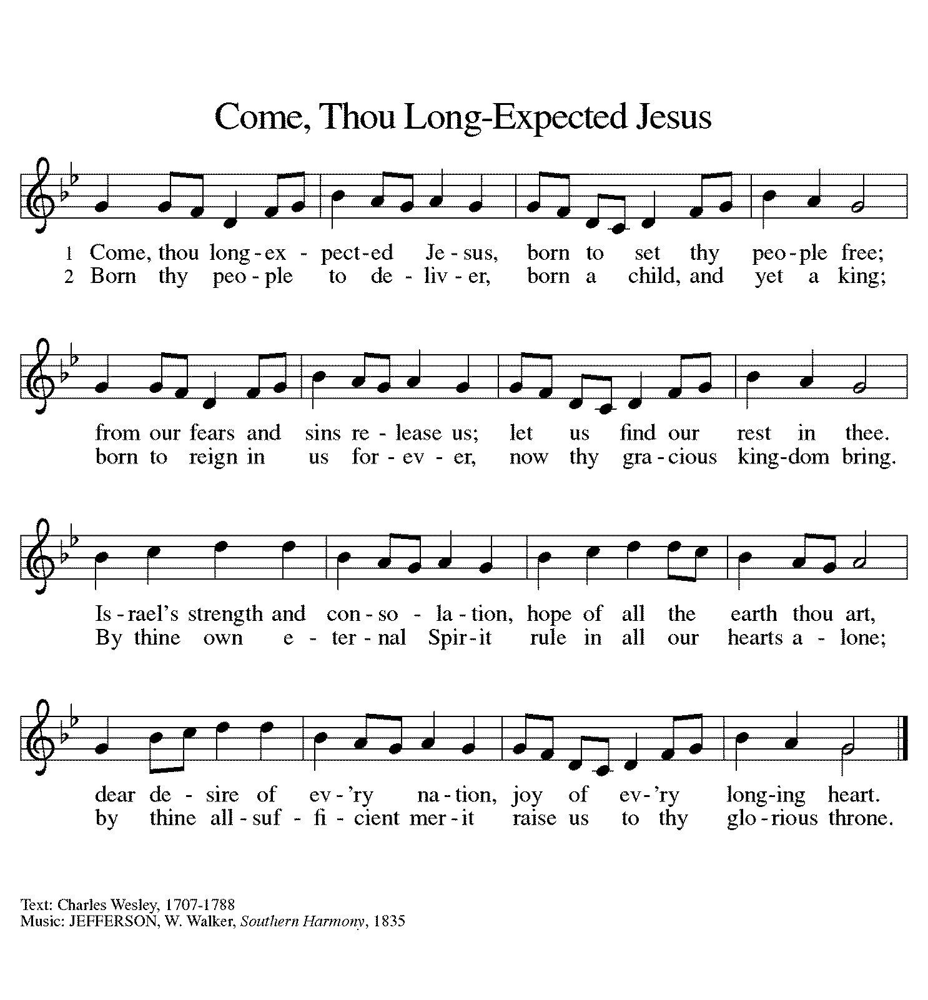 Come, Thou Long-Expected Jesus
1 Come, thou long - ex - pect - ed Je - sus, born to set thy peo - ple free;
2 Born thy peo - ple to de - liv - er, born a child, and yet a king;
from our fears and sins re - lease us; let us find our rest in thee.
born to reign in us for - ev - er, now thy gra - cious king - dom bring.
Is - rael's strength and con - so - la - tion, hope of all the earth thou art,
By thine own e - ter - nal Spir - it rule in all our hearts a - lone;
dear de - sire of ev - 'ry na - tion, joy of ev - 'ry long - ing heart.
by thine all - suf - fi - cient mer - it raise us to thy glo - rious throne.
Text: Charles Wesley, 1707-1788
Music: JEFFERSON, W. Walker, Southern Harmony, 1835